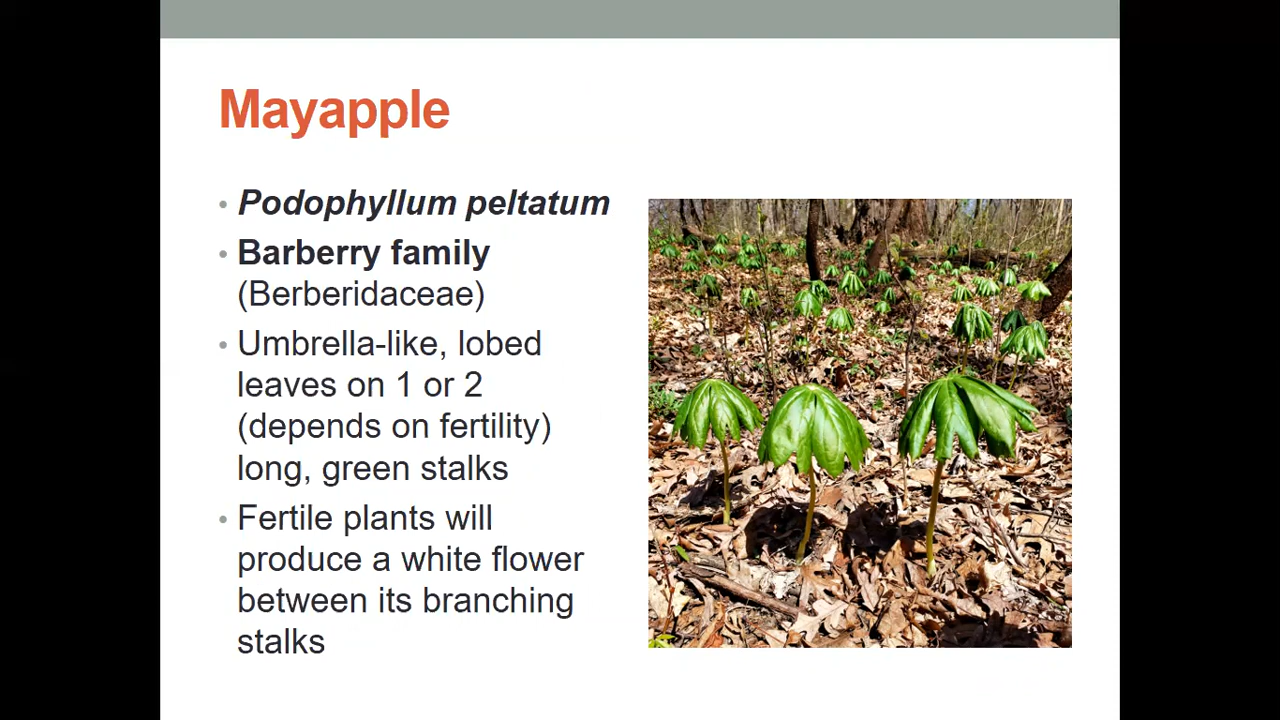 Mayapple
• Podophyllum peltatum
• Barberry family
(Berberidaceae)
• Umbrella-like, lobed
leaves on 1 or 2
(depends on fertility)
long, green stalks
• Fertile plants will
produce a white flower
between its branching
stalks